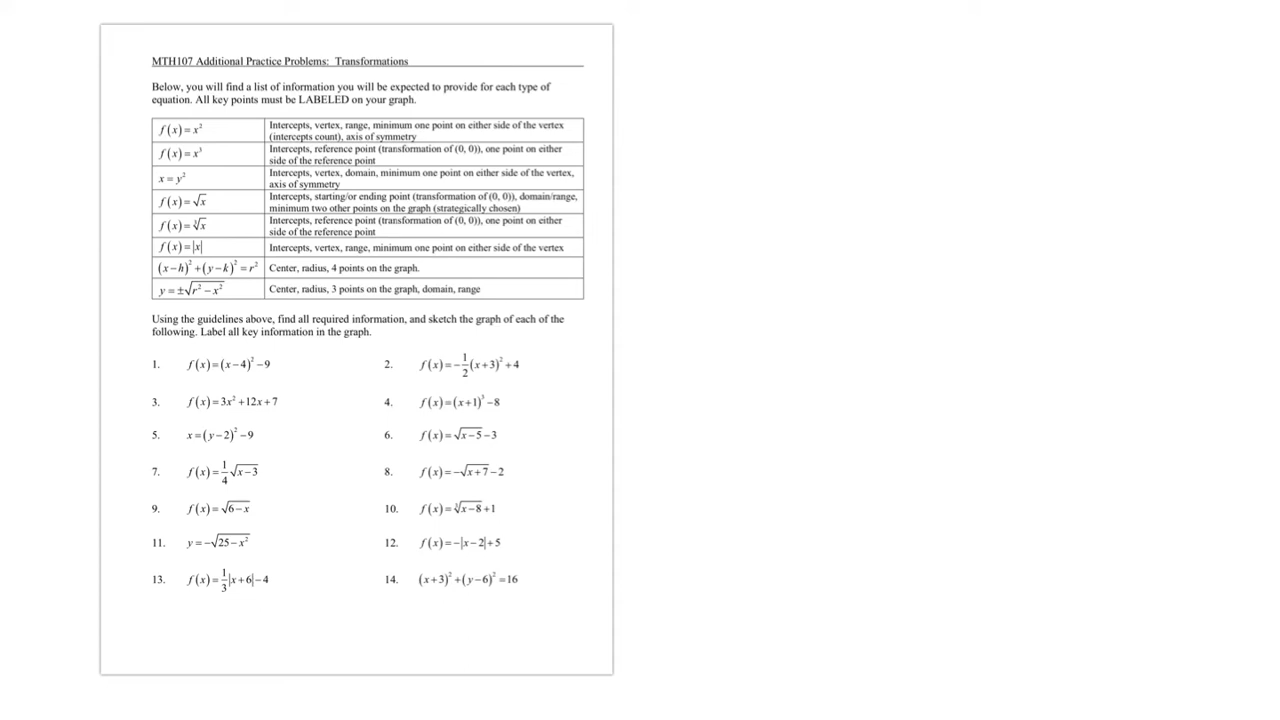 MTH107 Additional Practice Problems: Transformations
Below, you will find a list of information you will be expected to provide for each type of
equation. All key points must be LABELED on your graph.
f(x) = x² Intercepts, vertex, range, minimum one point on either side of the vertex
(intercepts count), axis of symmetry
f(x) = x³ Intercepts, reference point (transformation of (0, 0)), one point on either
side of the reference point
x = y² Intercepts, vertex, domain, minimum one point on either side of the vertex,
axis of symmetry
f(x) = √x Intercepts, starting/or ending point (transformation of (0, 0)), domain/range,
minimum two other points on the graph (strategically chosen)
f(x) = ∛x Intercepts, reference point (transformation of (0, 0)), one point on either
side of the reference point
f(x) = |x| Intercepts, vertex, range, minimum one point on either side of the vertex
(x−h)² + (y−k)² = r² Center, radius, 4 points on the graph.
y = ±√(r² − x²) Center, radius, 3 points on the graph, domain, range
Using the guidelines above, find all required information, and sketch the graph of each of the
following. Label all key information in the graph.
1. f(x) = (x−4)² − 9 2. f(x) = −1/2(x+3)² + 4
3. f(x) = 3x² + 12x + 7 4. f(x) = (x+1)³ − 8
5. x = (y−2)² − 9 6. f(x) = √(x−5) − 3
7. f(x) = 1/4√(x−3) 8. f(x) = −√(x+7) − 2
9. f(x) = √(6−x) 10. f(x) = ∛(x−8) + 1
11. y = −√(25−x²) 12. f(x) = −|x−2| + 5
13. f(x) = 1/3|x+6| − 4 14. (x+3)² + (y−6)² = 16